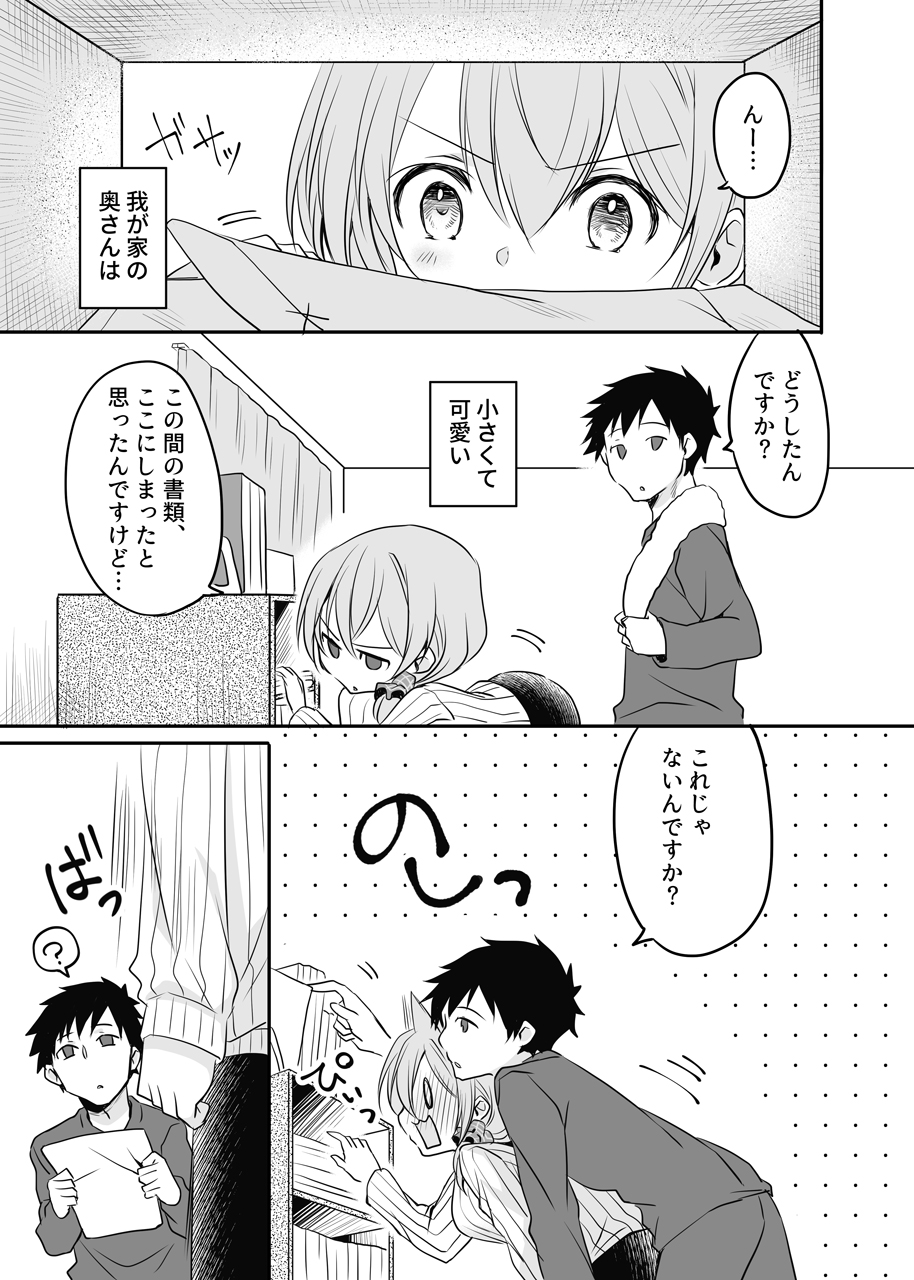 んー…
ガサッ
我が家の
奥さんは
どうしたん
ですか？
小さくて
可愛い
この間の書類、
ここにしまったと
思ったんですけど…
これじゃ
ないんですか？
のしっ
ぴぃっ
ばっ
？